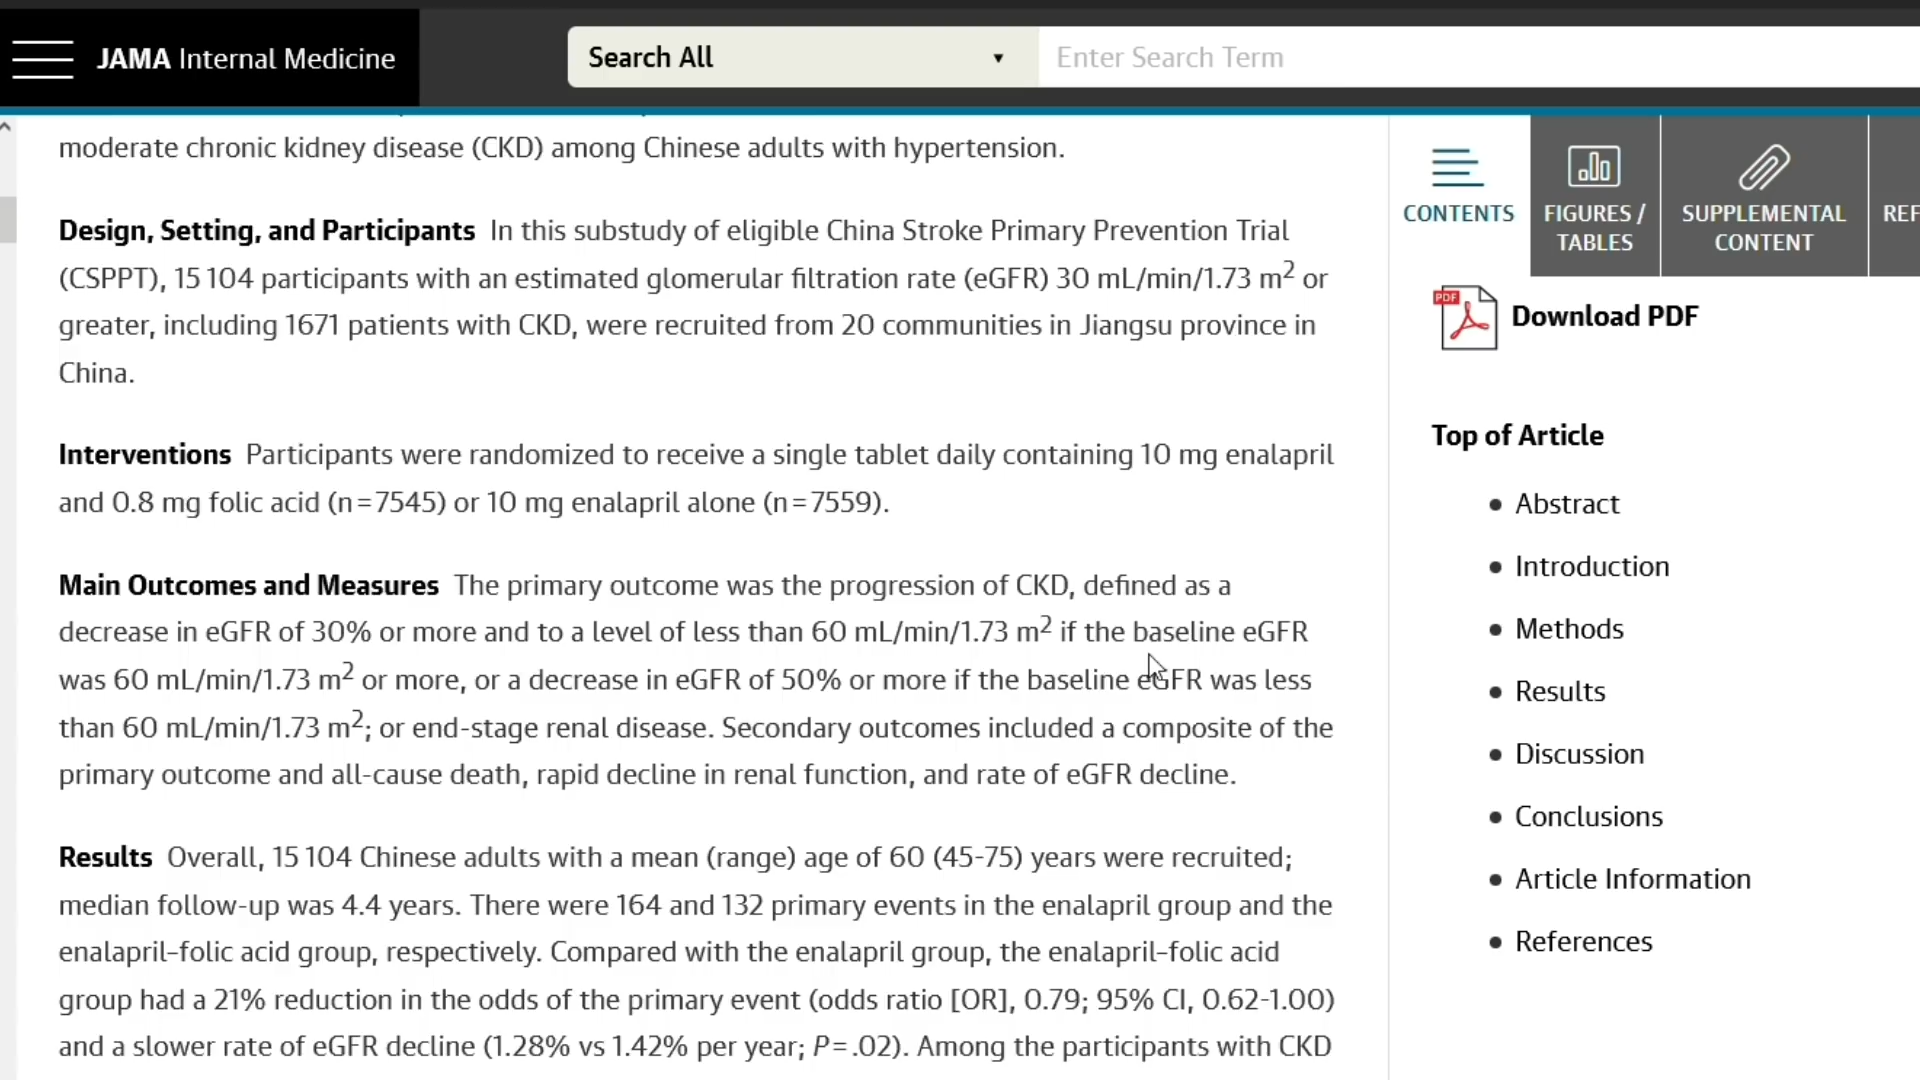 JAMA Internal Medicine
Search All
Enter Search Term
moderate chronic kidney disease (CKD) among Chinese adults with hypertension.
Design, Setting, and Participants In this substudy of eligible China Stroke Primary Prevention Trial
(CSPPT), 15 104 participants with an estimated glomerular filtration rate (eGFR) 30 mL/min/1.73 m2 or
greater, including 1671 patients with CKD, were recruited from 20 communities in Jiangsu province in
China.
Interventions Participants were randomized to receive a single tablet daily containing 10 mg enalapril
and 0.8 mg folic acid (n = 7545) or 10 mg enalapril alone (n = 7559).
Main Outcomes and Measures The primary outcome was the progression of CKD, defined as a
decrease in eGFR of 30% or more and to a level of less than 60 mL/min/1.73 m2 if the baseline eGFR
was 60 mL/min/1.73 m2 or more, or a decrease in eGFR of 50% or more if the baseline eGFR was less
than 60 mL/min/1.73 m2; or end-stage renal disease. Secondary outcomes included a composite of the
primary outcome and all-cause death, rapid decline in renal function, and rate of eGFR decline.
Results Overall, 15 104 Chinese adults with a mean (range) age of 60 (45-75) years were recruited;
median follow-up was 4.4 years. There were 164 and 132 primary events in the enalapril group and the
enalapril–folic acid group, respectively. Compared with the enalapril group, the enalapril–folic acid
group had a 21% reduction in the odds of the primary event (odds ratio [OR], 0.79; 95% CI, 0.62-1.00)
and a slower rate of eGFR decline (1.28% vs 1.42% per year; P = .02). Among the participants with CKD
CONTENTS
FIGURES /
TABLES
SUPPLEMENTAL
CONTENT
REF
PDF
Download PDF
Top of Article
Abstract
Introduction
Methods
Results
Discussion
Conclusions
Article Information
References